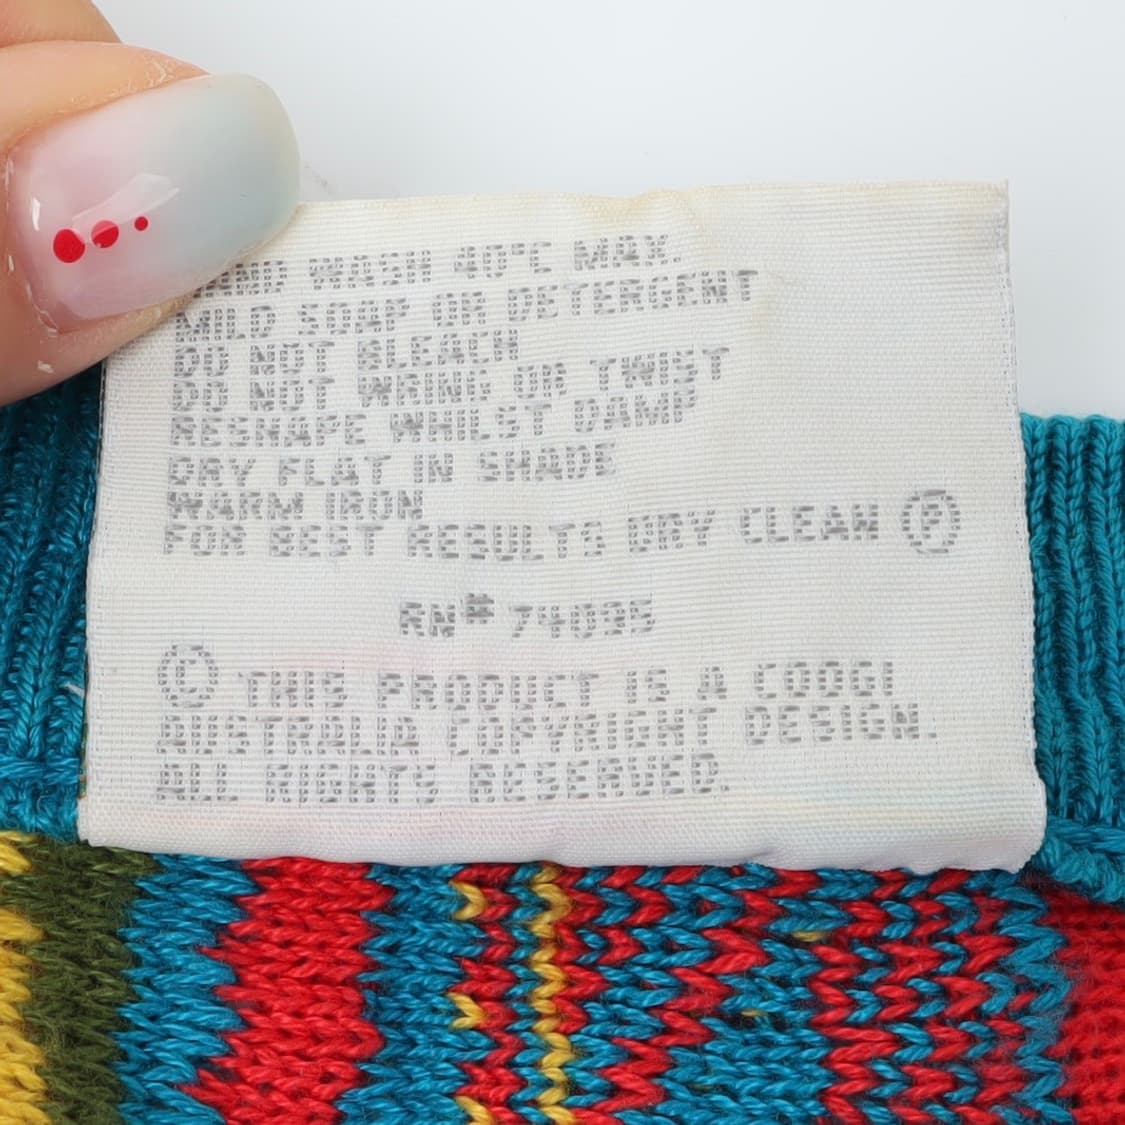 WASH 40°C MAX.
MILD SOAP OR DETERGENT
DO NOT BLEACH
DO NOT WRING OR TWIST
RESHAPE WHILST DAMP
DRY FLAT IN SHADE
WARM IRON
FOR BEST RESULTS DRY CLEAN Ⓟ
RN# 74095
© THIS PRODUCT IS A COOGI
AUSTRALIA COPYRIGHT DESIGN.
ALL RIGHTS RESERVED.